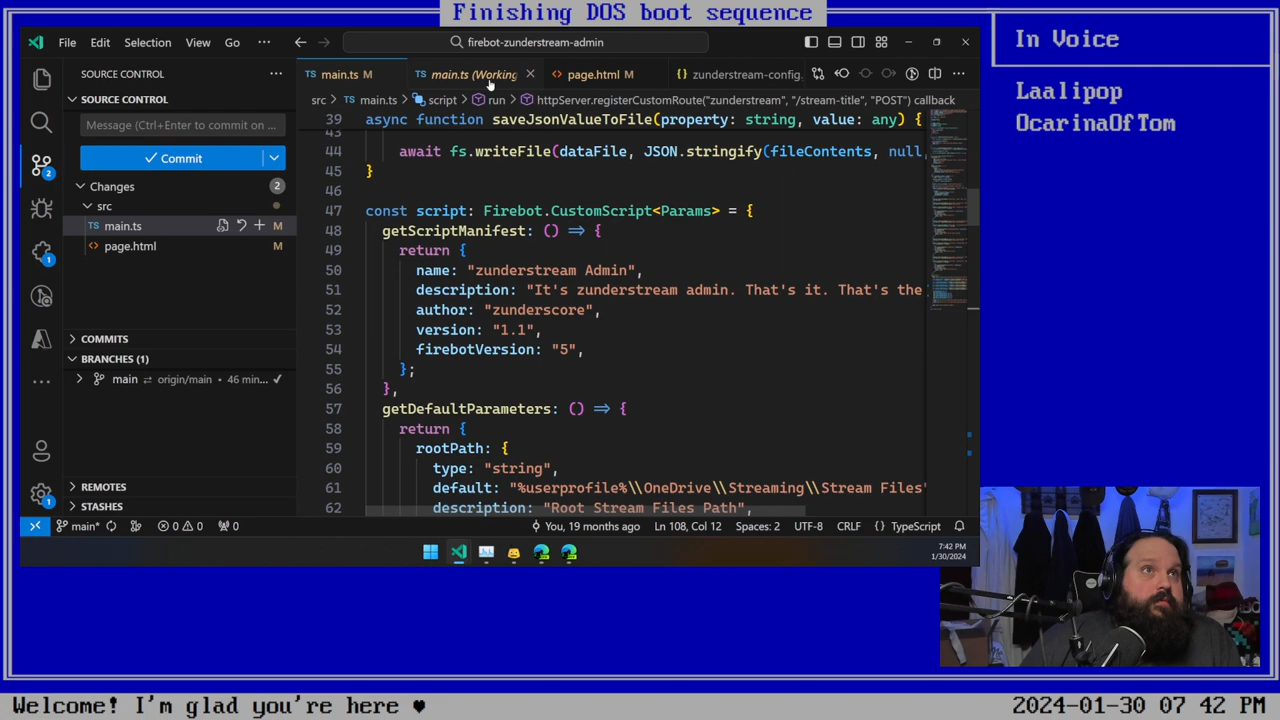 Finishing DOS boot sequence
In Voice
Laalipop
OcarinaOfTom
File Edit Selection View Go
firebot-zunderstream-admin
SOURCE CONTROL
main.ts M
main.ts (Working
page.html M
zunderstream-config.
SOURCE CONTROL
src > main.ts > script > run > httpServer.registerCustomRoute("zunderstream", "/stream-title", "POST") callback
Message (Ctrl+Enter to commit on ...
Commit
Changes 2
src
main.ts M
page.html M
COMMITS
BRANCHES (1)
main origin/main • 46 min...
REMOTES
STASHES
39 async function saveJsonValueToFile(property: string, value: any) {
43
44 await fs.writeFile(dataFile, JSON.stringify(fileContents, null,
45 }
46
47 const script: Firebot.CustomScript<Params> = {
48 getScriptManifest: () => {
49 return {
50 name: "zunderstream Admin",
51 description: "It's zunderstream admin. That's it. That's the
52 author: "zunderscore",
53 version: "1.1",
54 firebotVersion: "5",
55 };
56 },
57 getDefaultParameters: () => {
58 return {
59 rootPath: {
60 type: "string",
61 default: "%userprofile%\\OneDrive\\Streaming\\Stream Files"
62 description: "Root Stream Files Path",
main* 0 0 0 You, 19 months ago Ln 108, Col 12 Spaces: 2 UTF-8 CRLF {} TypeScript
7:42 PM
1/30/2024
Welcome! I'm glad you're here ♥
2024-01-30 07 42 PM